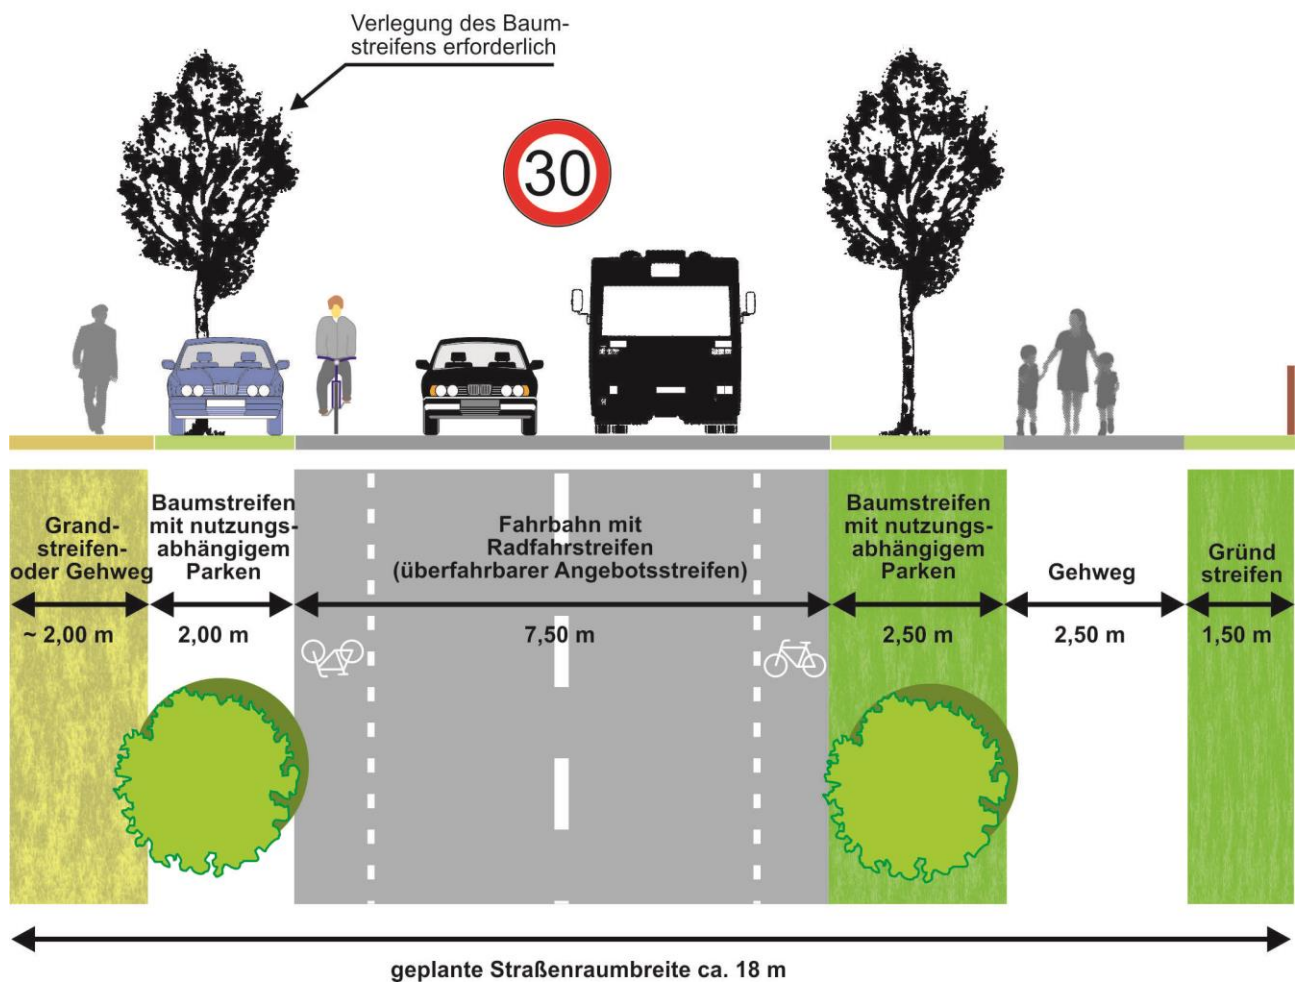 Verlegung des Baum-
streifens erforderlich
30
Grand-
streifen-
oder Gehweg
~ 2,00 m
Baumstreifen
mit nutzungs-
abhängigem
Parken
2,00 m
Fahrbahn mit
Radfahrstreifen
(überfahrbarer Angebotsstreifen)
7,50 m
Baumstreifen
mit nutzungs-
abhängigem
Parken
2,50 m
Gehweg
2,50 m
Gründ
streifen
1,50 m
geplante Straßenraumbreite ca. 18 m